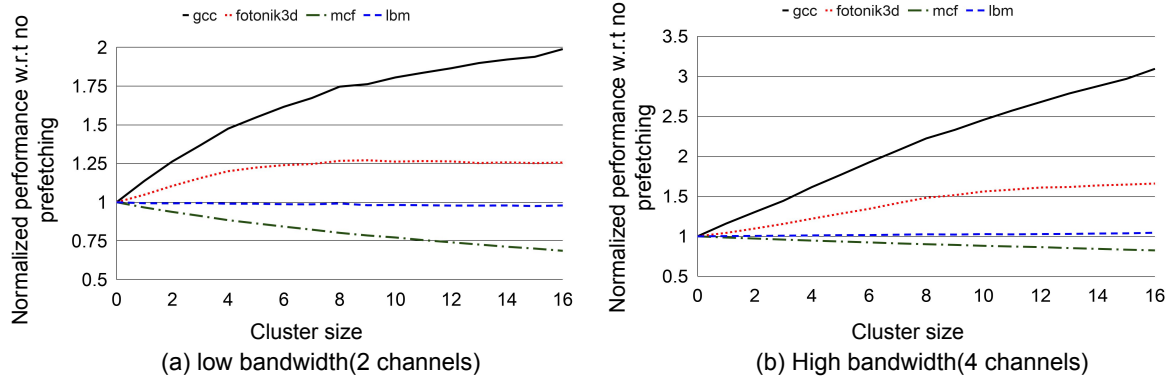 gcc fotonik3d mcf lbm
Normalized performance w.r.t no
prefetching
2
1.75
1.5
1.25
1
0.75
0.5
0 2 4 6 8 10 12 14 16
Cluster size
(a) low bandwidth(2 channels)
gcc fotonik3d mcf lbm
Normalized performance w.r.t no
prefetching
3.5
3
2.5
2
1.5
1
0.5
0 2 4 6 8 10 12 14 16
Cluster size
(b) High bandwidth(4 channels)